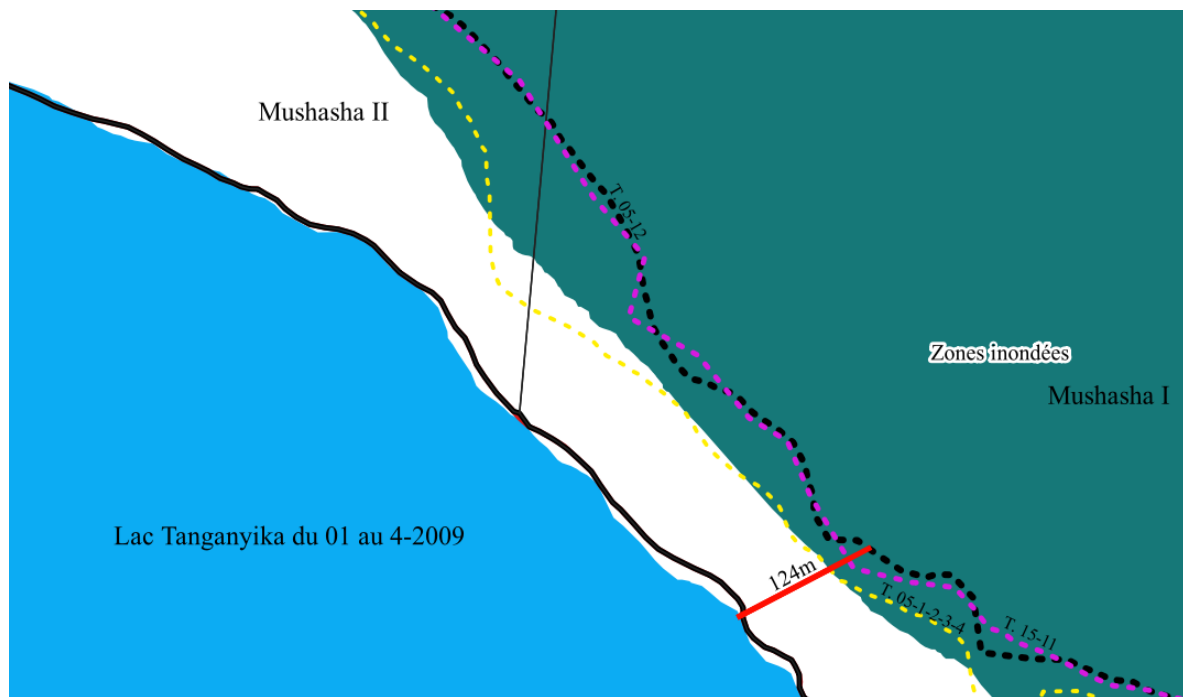 Mushasha II
T. 05-12
Zones inondées
Mushasha I
Lac Tanganyika du 01 au 4-2009
124m
T. 05-1-2-3-4
T. 15-11